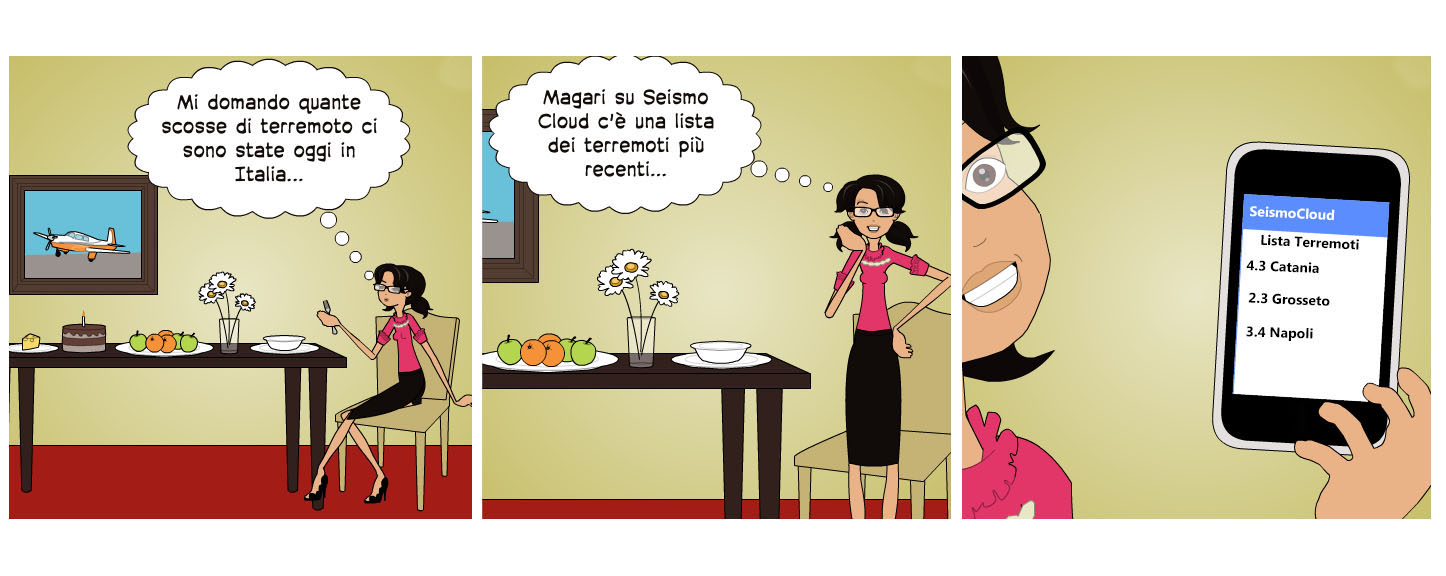 Mi domando quante
scosse di terremoto ci
sono state oggi in
Italia...
Magari su Seismo
Cloud c'è una lista
dei terremoti più
recenti...
SeismoCloud
Lista Terremoti
4.3 Catania
2.3 Grosseto
3.4 Napoli